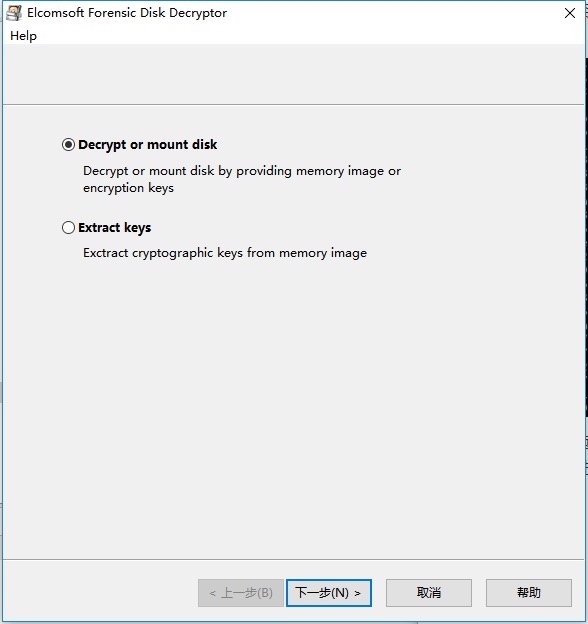 Elcomsoft Forensic Disk Decryptor
Help
Decrypt or mount disk
Decrypt or mount disk by providing memory image or
encryption keys
Extract keys
Exctract cryptographic keys from memory image
< 上一步(B)
下一步(N) >
取消
帮助